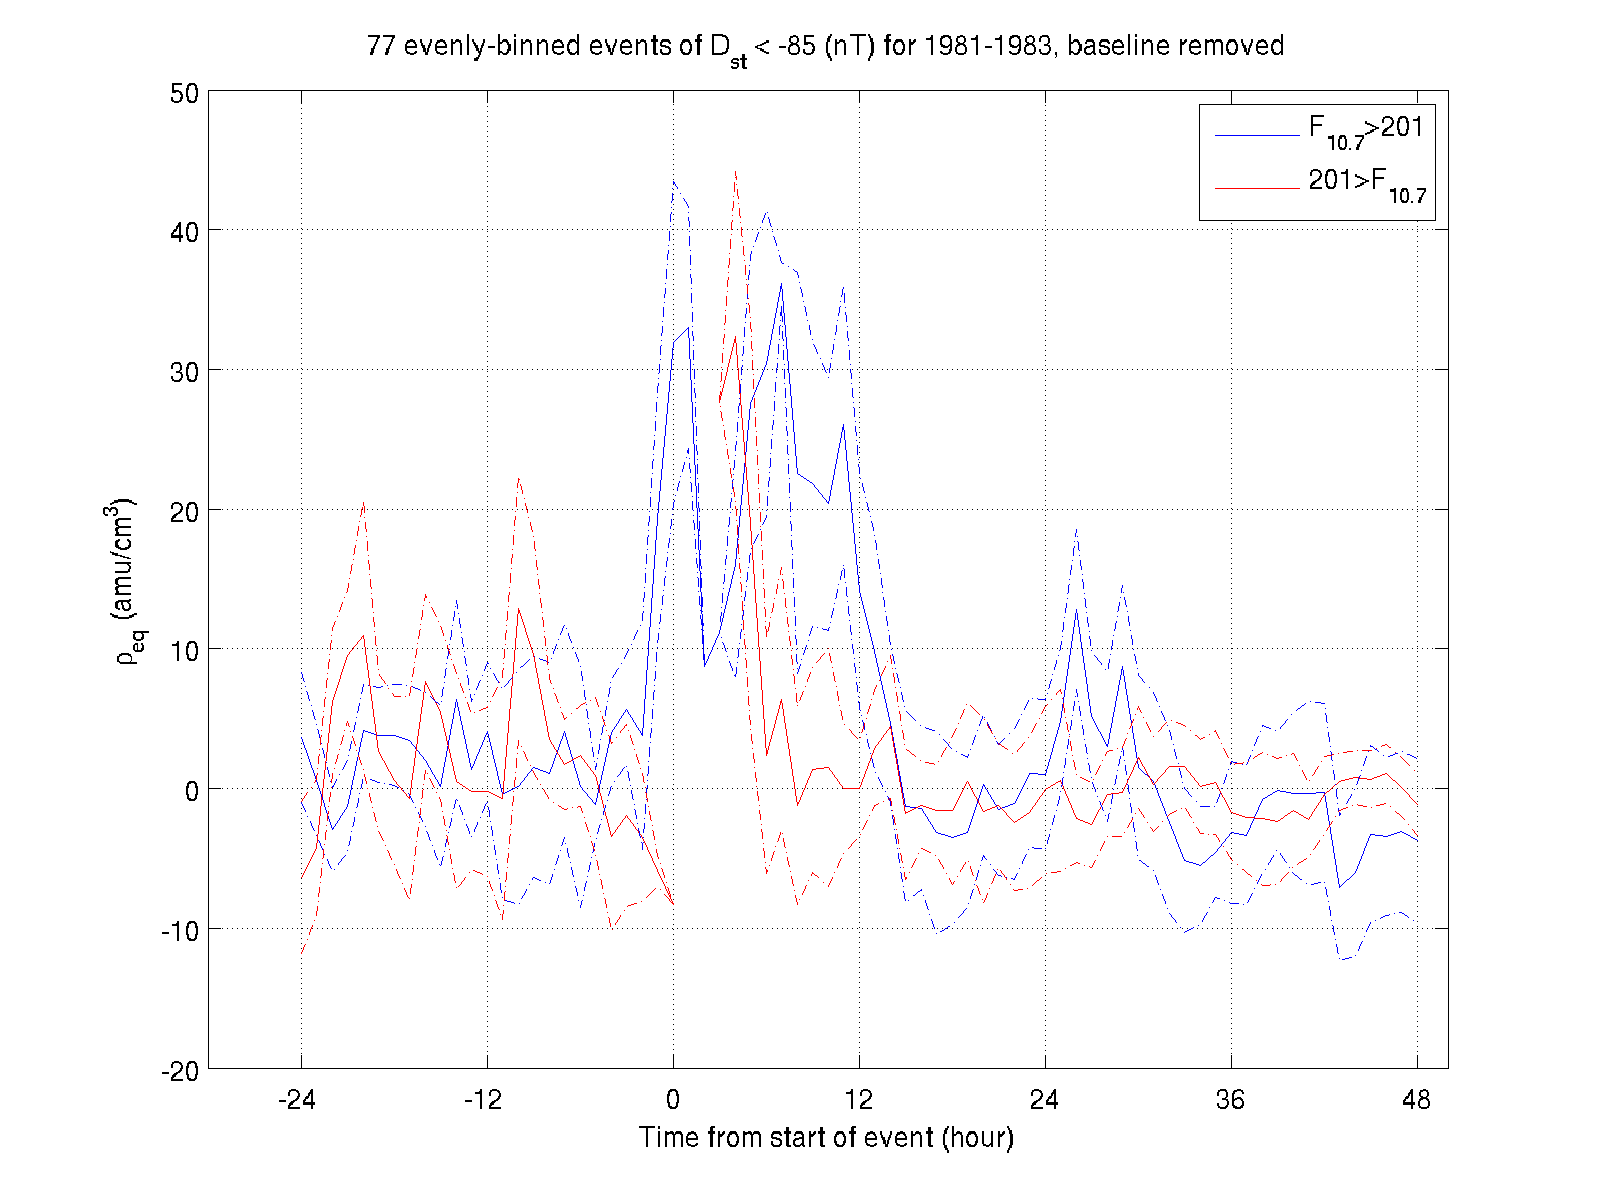 77 evenly-binned events of Dst < -85 (nT) for 1981-1983, baseline removed
F10.7>201
201>F10.7
50
40
30
20
10
0
-10
-20
ρeq (amu/cm3)
-24 -12 0 12 24 36 48
Time from start of event (hour)